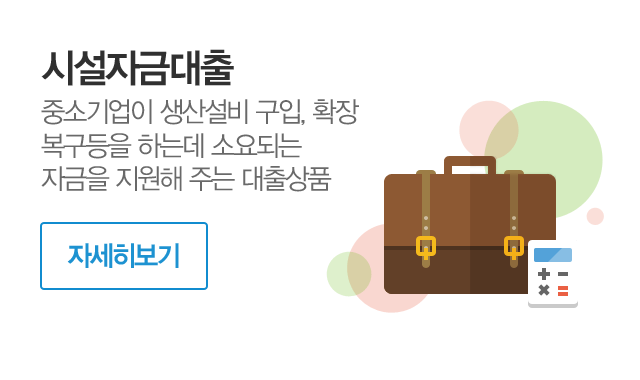 시설자금대출
중소기업이 생산설비 구입, 확장
복구등을 하는데 소요되는
자금을 지원해 주는 대출상품
자세히보기